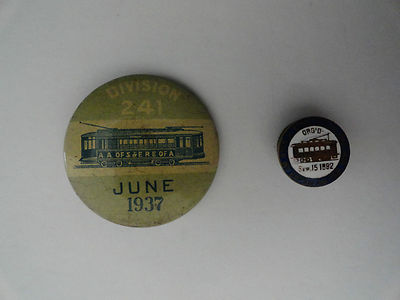 DIVISION
241
A.A. OF S.& E.R.E. OF A.
JUNE
1937
ORG'D.
SEP. 15 1892